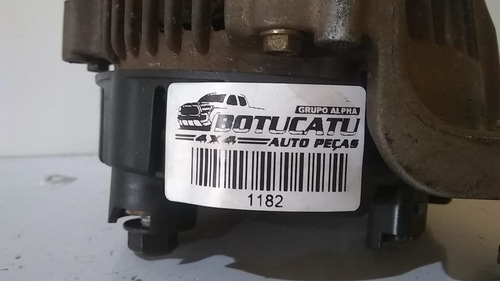 GRUPO ALPHA
BOTUCATU
4X4 AUTO PEÇAS
1182